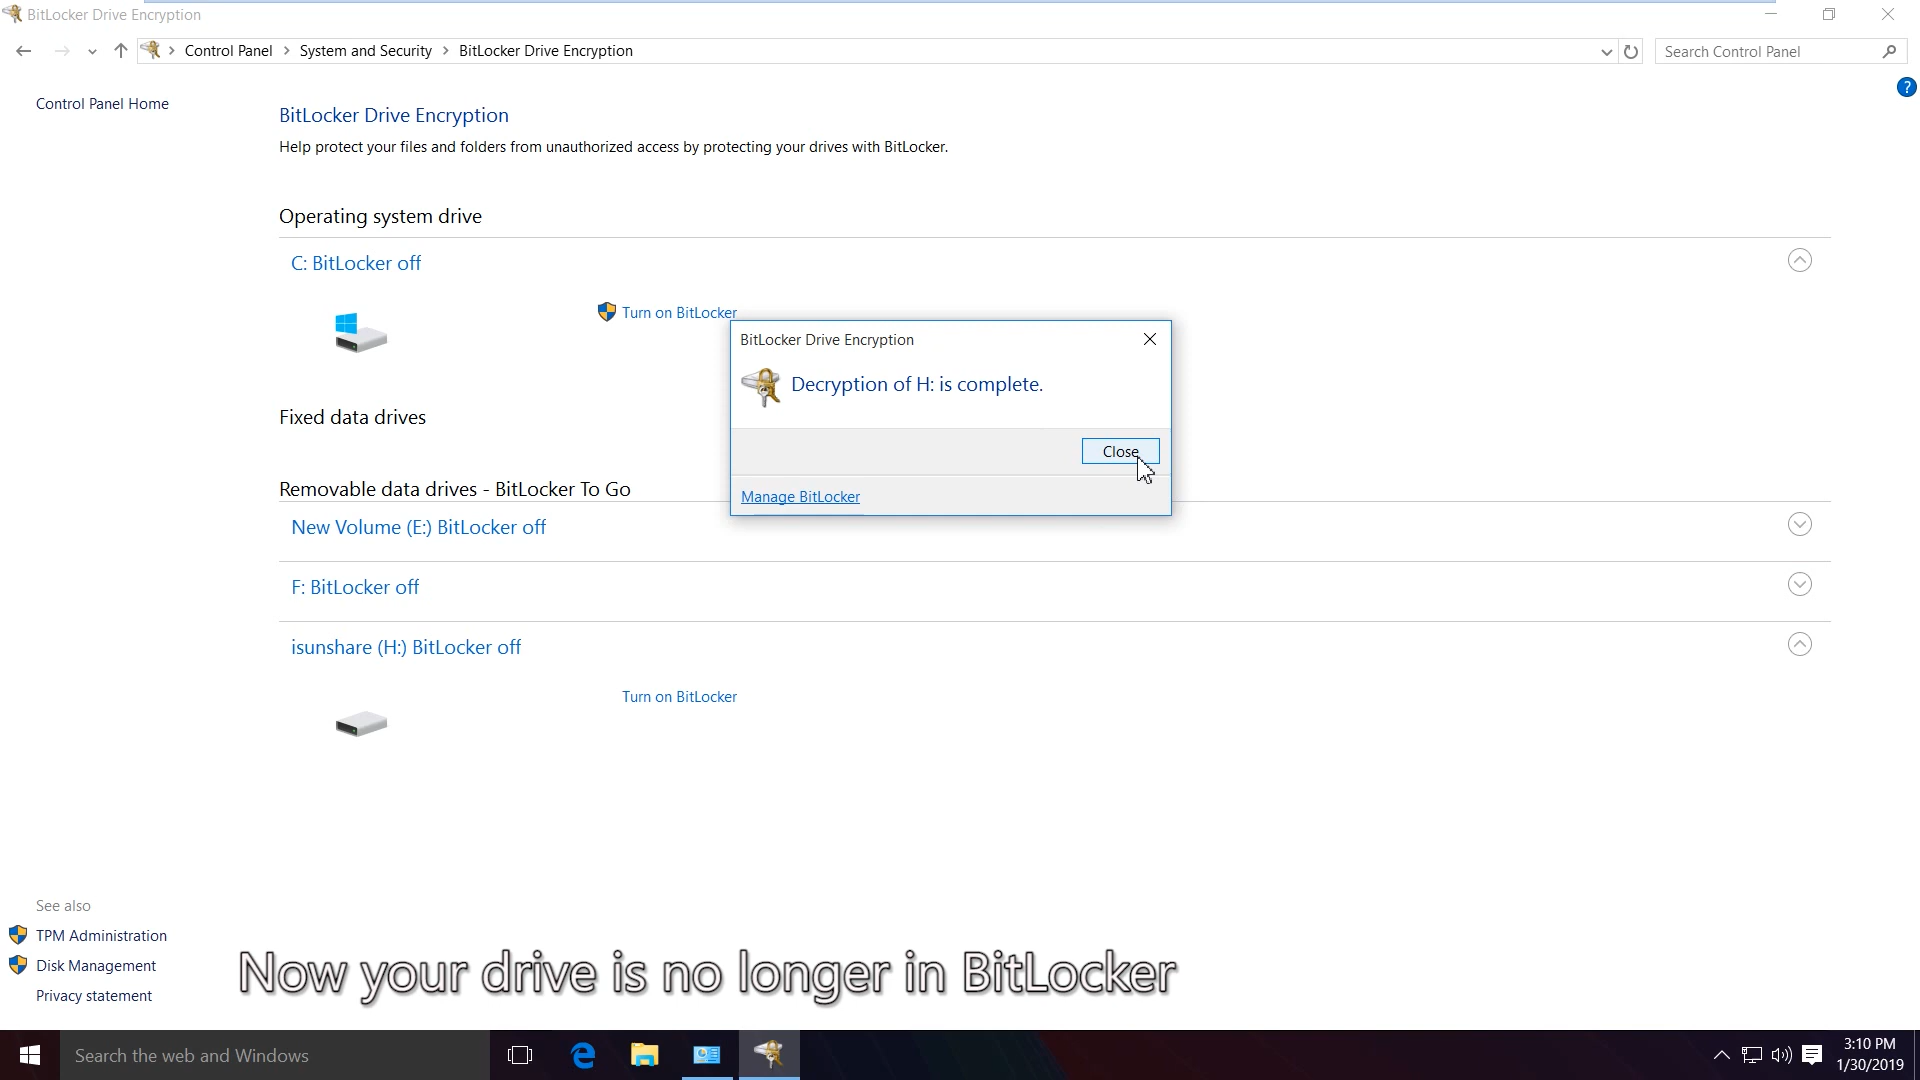 BitLocker Drive Encryption
Control Panel > System and Security > BitLocker Drive Encryption
Search Control Panel
?
Control Panel Home
BitLocker Drive Encryption
Help protect your files and folders from unauthorized access by protecting your drives with BitLocker.
Operating system drive
C: BitLocker off
Turn on BitLocker
BitLocker Drive Encryption
Decryption of H: is complete.
Close
Manage BitLocker
Fixed data drives
Removable data drives - BitLocker To Go
New Volume (E:) BitLocker off
F: BitLocker off
isunshare (H:) BitLocker off
Turn on BitLocker
See also
TPM Administration
Disk Management
Privacy statement
Now your drive is no longer in BitLocker
Search the web and Windows
3:10 PM
1/30/2019